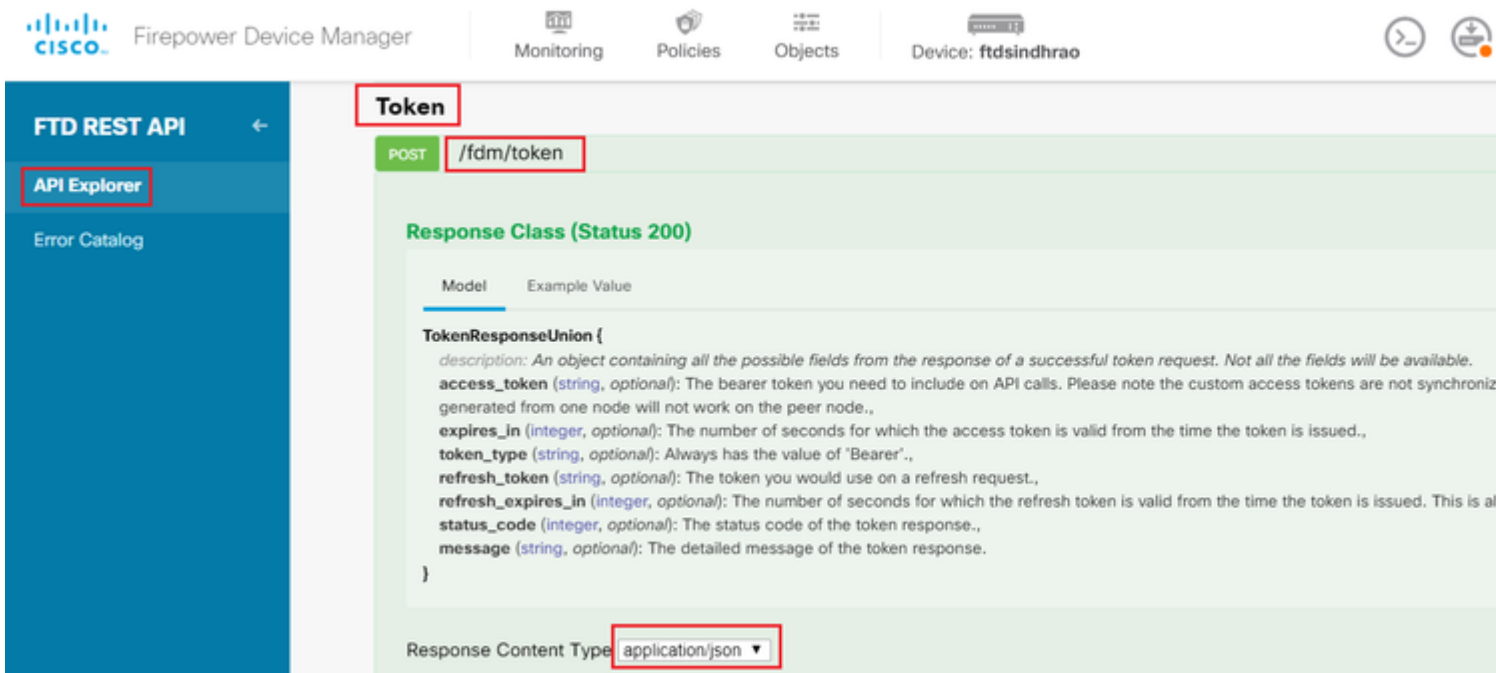 CISCO
Firepower Device Manager
Monitoring
Policies
Objects
Device: ftdsindhrao
FTD REST API
API Explorer
Error Catalog
Token
POST /fdm/token
Response Class (Status 200)
Model Example Value
TokenResponseUnion {
description: An object containing all the possible fields from the response of a successful token request. Not all the fields will be available.
access_token (string, optional): The bearer token you need to include on API calls. Please note the custom access tokens are not synchroniz
generated from one node will not work on the peer node.,
expires_in (integer, optional): The number of seconds for which the access token is valid from the time the token is issued.,
token_type (string, optional): Always has the value of 'Bearer'.,
refresh_token (string, optional): The token you would use on a refresh request.,
refresh_expires_in (integer, optional): The number of seconds for which the refresh token is valid from the time the token is issued. This is al
status_code (integer, optional): The status code of the token response.,
message (string, optional): The detailed message of the token response.
}
Response Content Type application/json